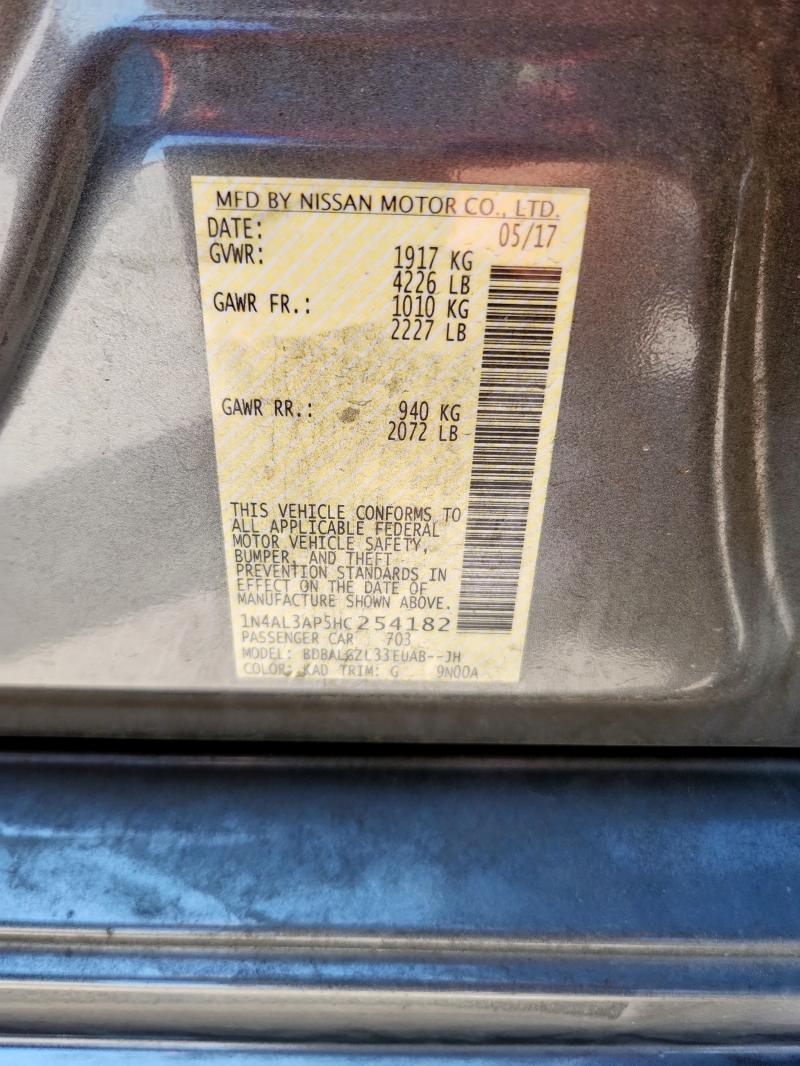 MFD BY NISSAN MOTOR CO., LTD.
DATE: 05/17
GVWR: 1917 KG
4226 LB
GAWR FR.: 1010 KG
2227 LB
GAWR RR.: 940 KG
2072 LB
THIS VEHICLE CONFORMS TO
ALL APPLICABLE FEDERAL
MOTOR VEHICLE SAFETY,
BUMPER, AND THEFT
PREVENTION STANDARDS IN
EFFECT ON THE DATE OF
MANUFACTURE SHOWN ABOVE.
1N4AL3AP5HC254182
PASSENGER CAR 703
MODEL: BDBALGZL33EUAB--JH
COLOR: KAD TRIM: G 9N00A